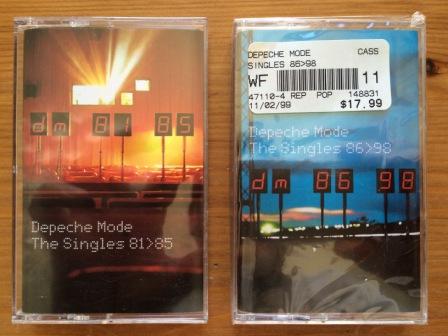 dm 81 85
Depeche Mode
The Singles 81>85
DEPECHE MODE CASS
SINGLES 86>98
WF 11
47110-4 REP POP 148831
11/02/99 $17.99
Depeche Mode
The Singles 86>98
dm 86 98